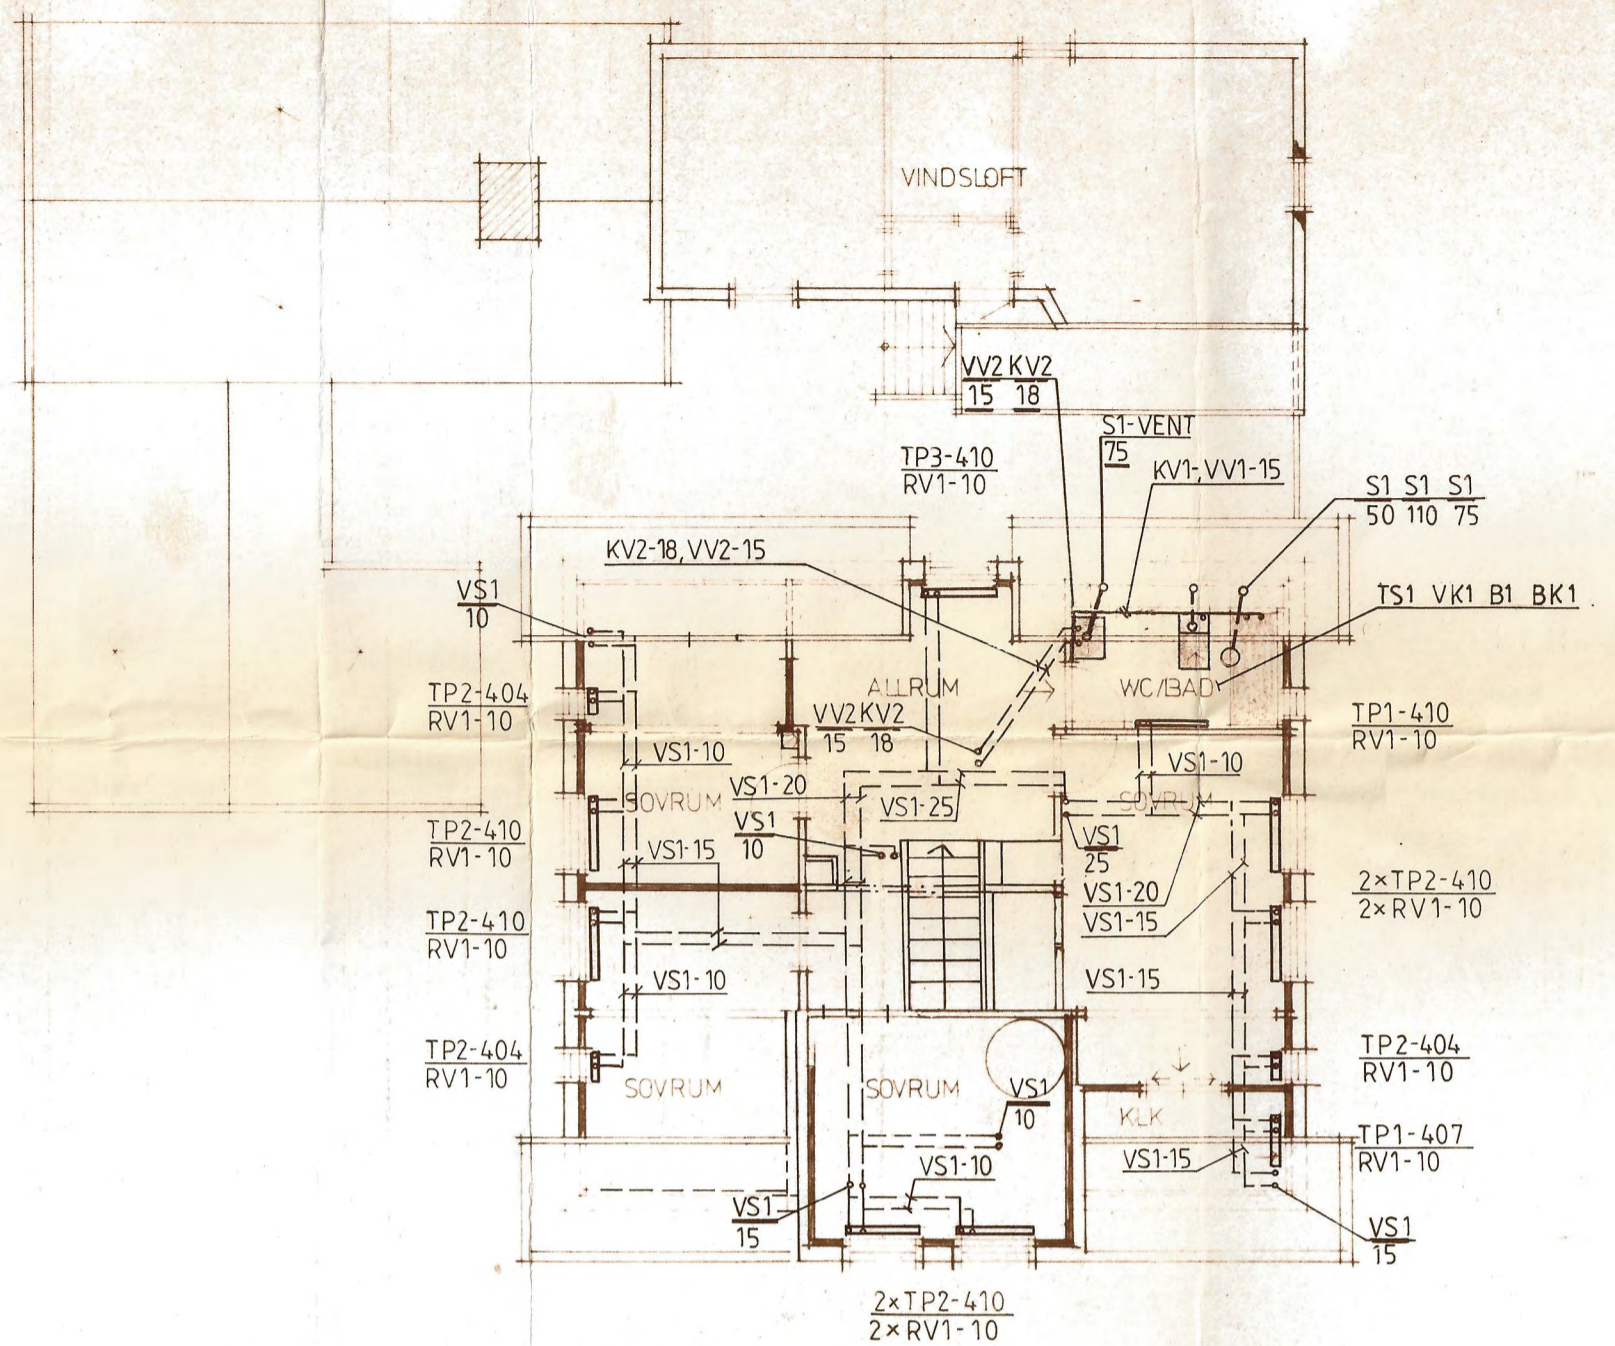 VINDSLOFT
VV2 KV2
15 18
S1-VENT
75
TP3-410
RV1-10
KV1-, VV1-15
S1 S1 S1
50 110 75
KV2-18, VV2-15
VS1
10
TS1 VK1 B1 BK1
TP2-404
RV1-10
ALLRUM
WC/BAD
VV2 KV2
15 18
TP1-410
RV1-10
VS1-10
VS1-10
SOVRUM
VS1-20
VS1-25
SOVRUM
TP2-410
RV1-10
VS1
10
VS1
25
VS1-15
VS1-20
VS1-15
2×TP2-410
2×RV1-10
TP2-410
RV1-10
VS1-10
VS1-15
TP2-404
RV1-10
TP2-404
RV1-10
SOVRUM
SOVRUM
VS1
10
KLK
TP1-407
RV1-10
VS1-10
VS1-15
VS1
15
VS1
15
2×TP2-410
2×RV1-10